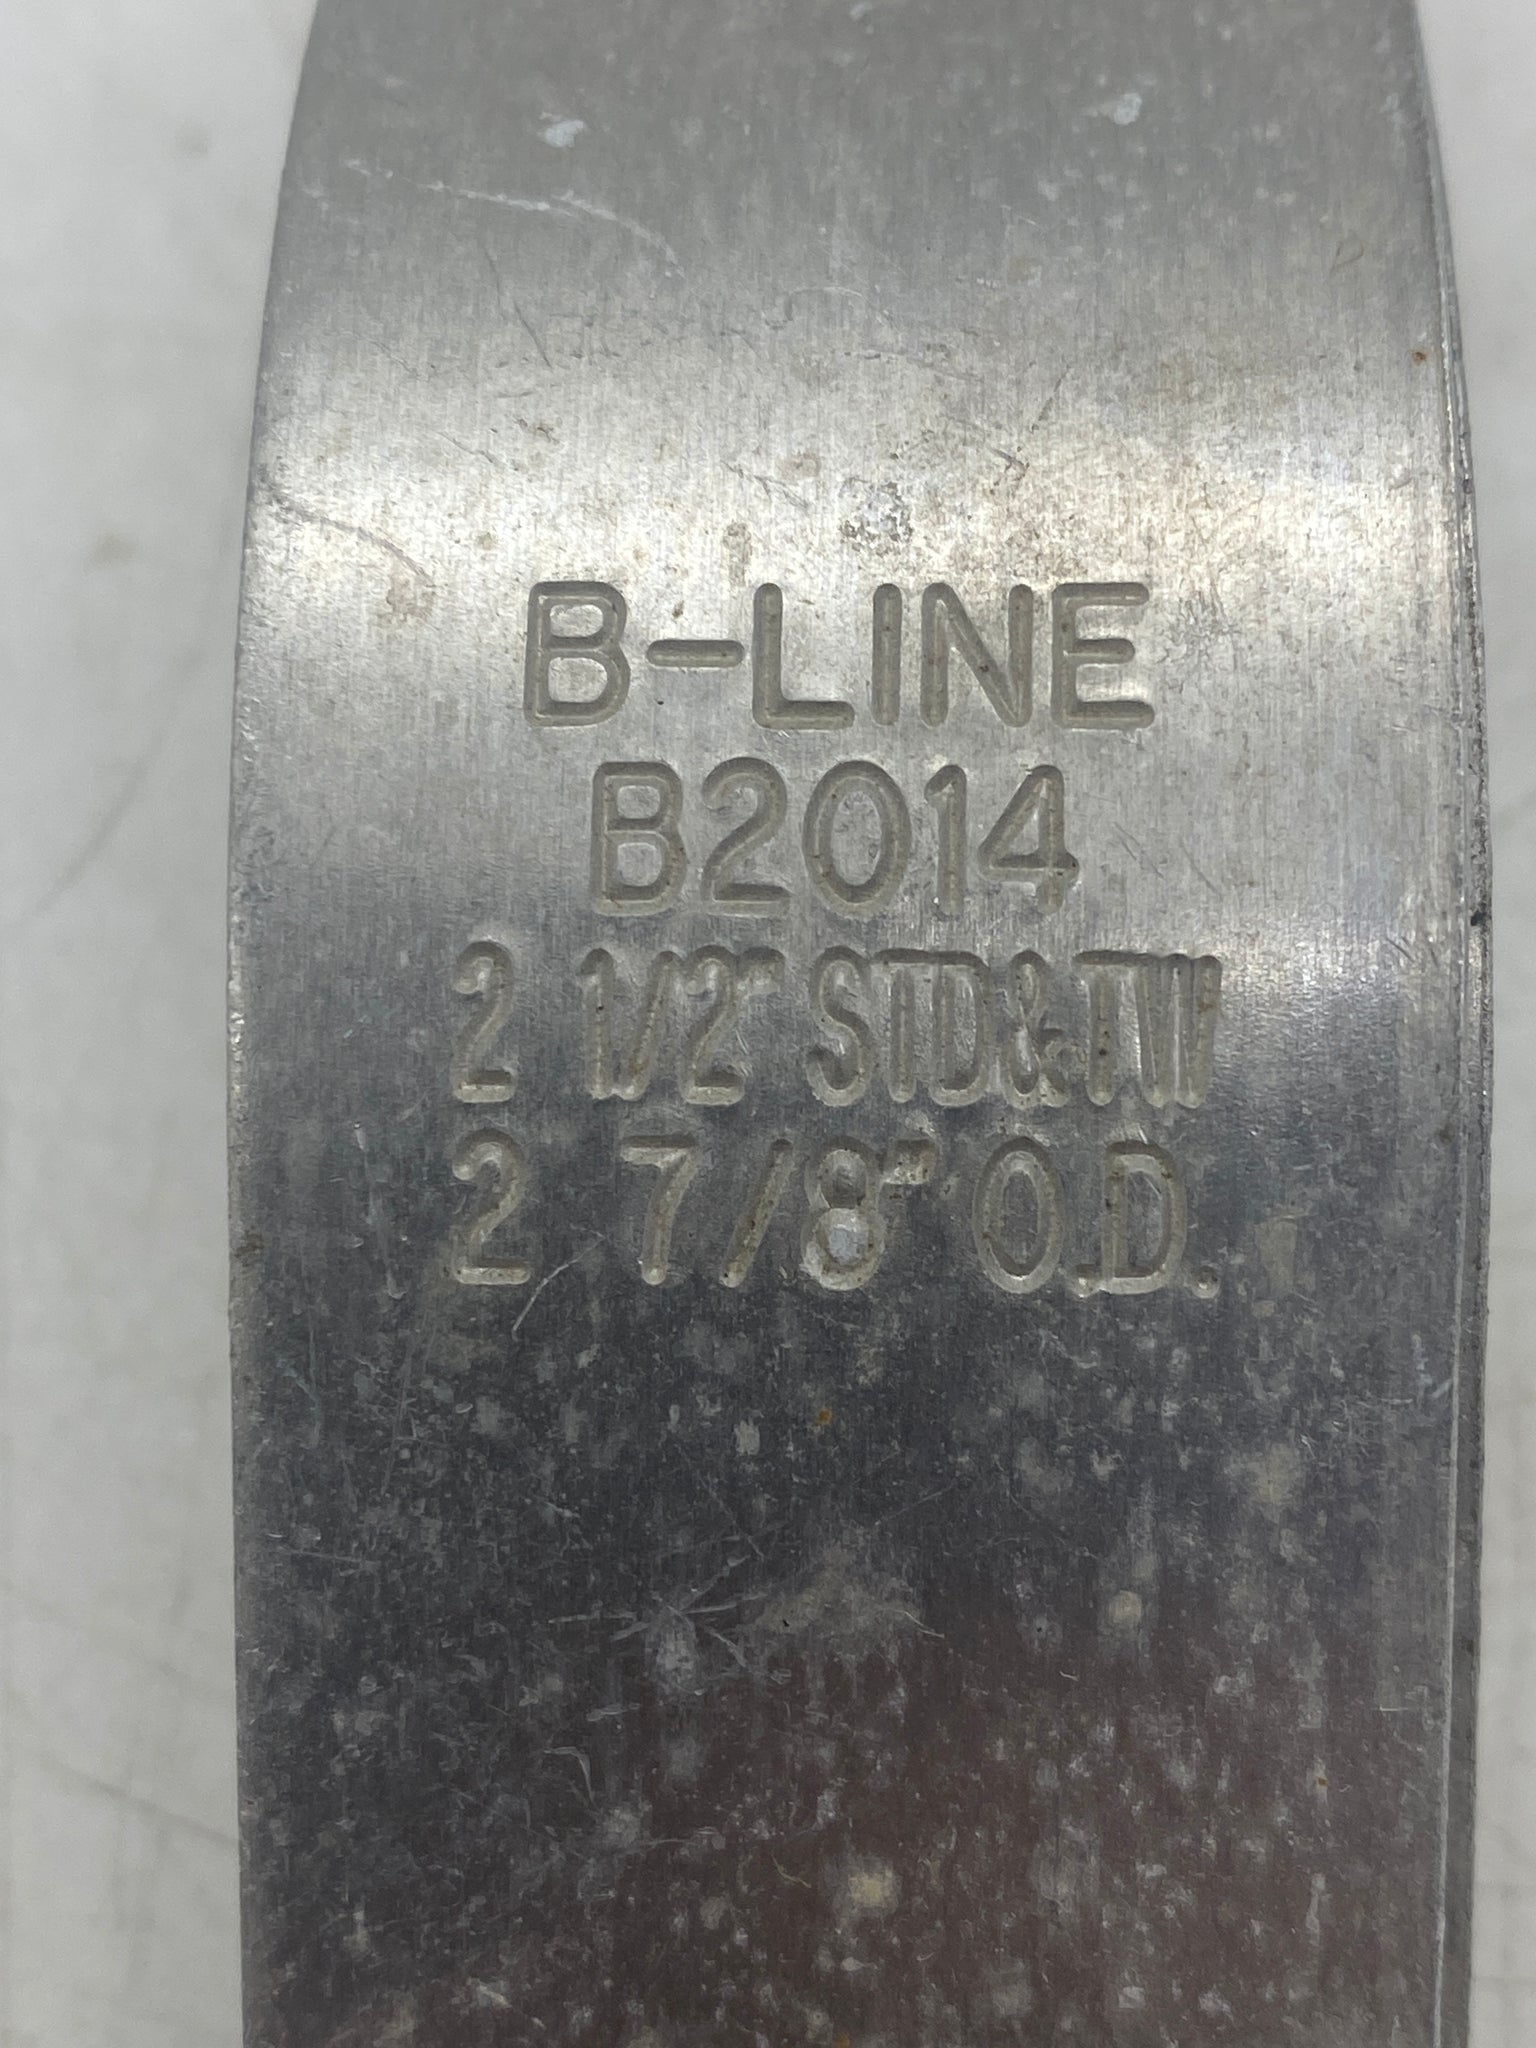 B-LINE
B2014
2 1/2" STD&TW
2 7/8" O.D.